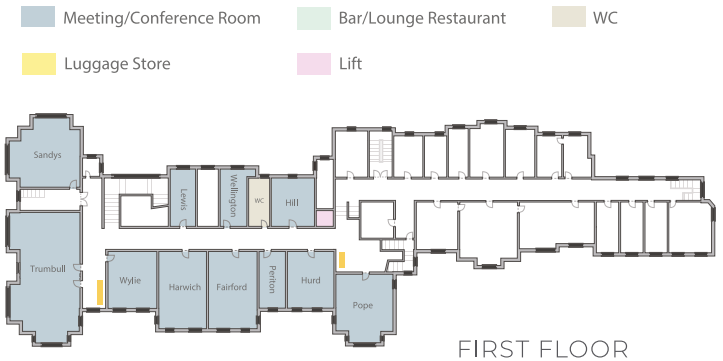 Meeting/Conference Room
Bar/Lounge Restaurant
WC
Luggage Store
Lift
Sandys
Lewis
Wellington
WC
Hill
Trumbull
Wylie
Harwich
Fairford
Periton
Hurd
Pope
FIRST FLOOR